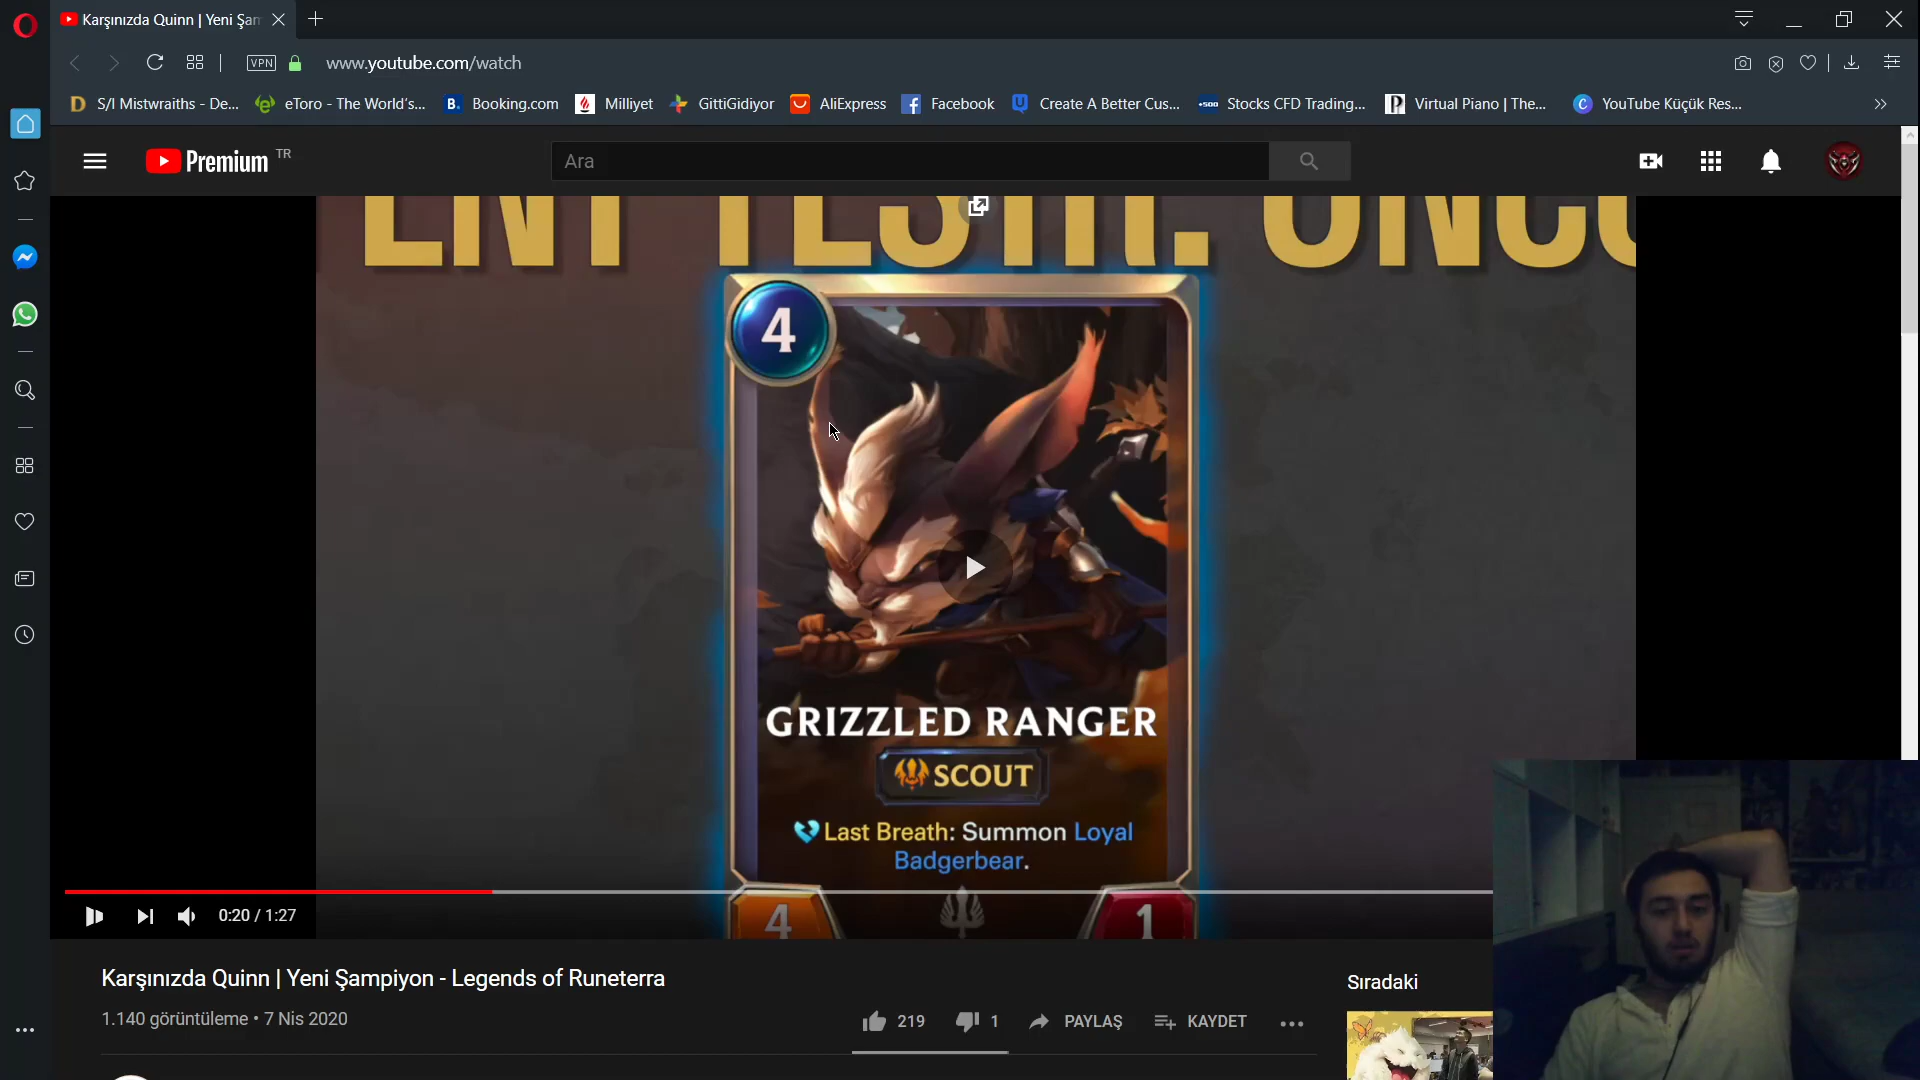 Karşınızda Quinn | Yeni Şam
VPN
www.youtube.com/watch
S/I Mistwraiths - De... eToro - The World's... Booking.com Milliyet GittiGidiyor AliExpress Facebook Create A Better Cus... Stocks CFD Trading... Virtual Piano | The... YouTube Küçük Res...
Premium TR
Ara
4
GRIZZLED RANGER
SCOUT
Last Breath: Summon Loyal
Badgerbear.
4 1
0:20 / 1:27
Karşınızda Quinn | Yeni Şampiyon - Legends of Runeterra
1.140 görüntüleme • 7 Nis 2020
219 1 PAYLAŞ KAYDET
Sıradaki